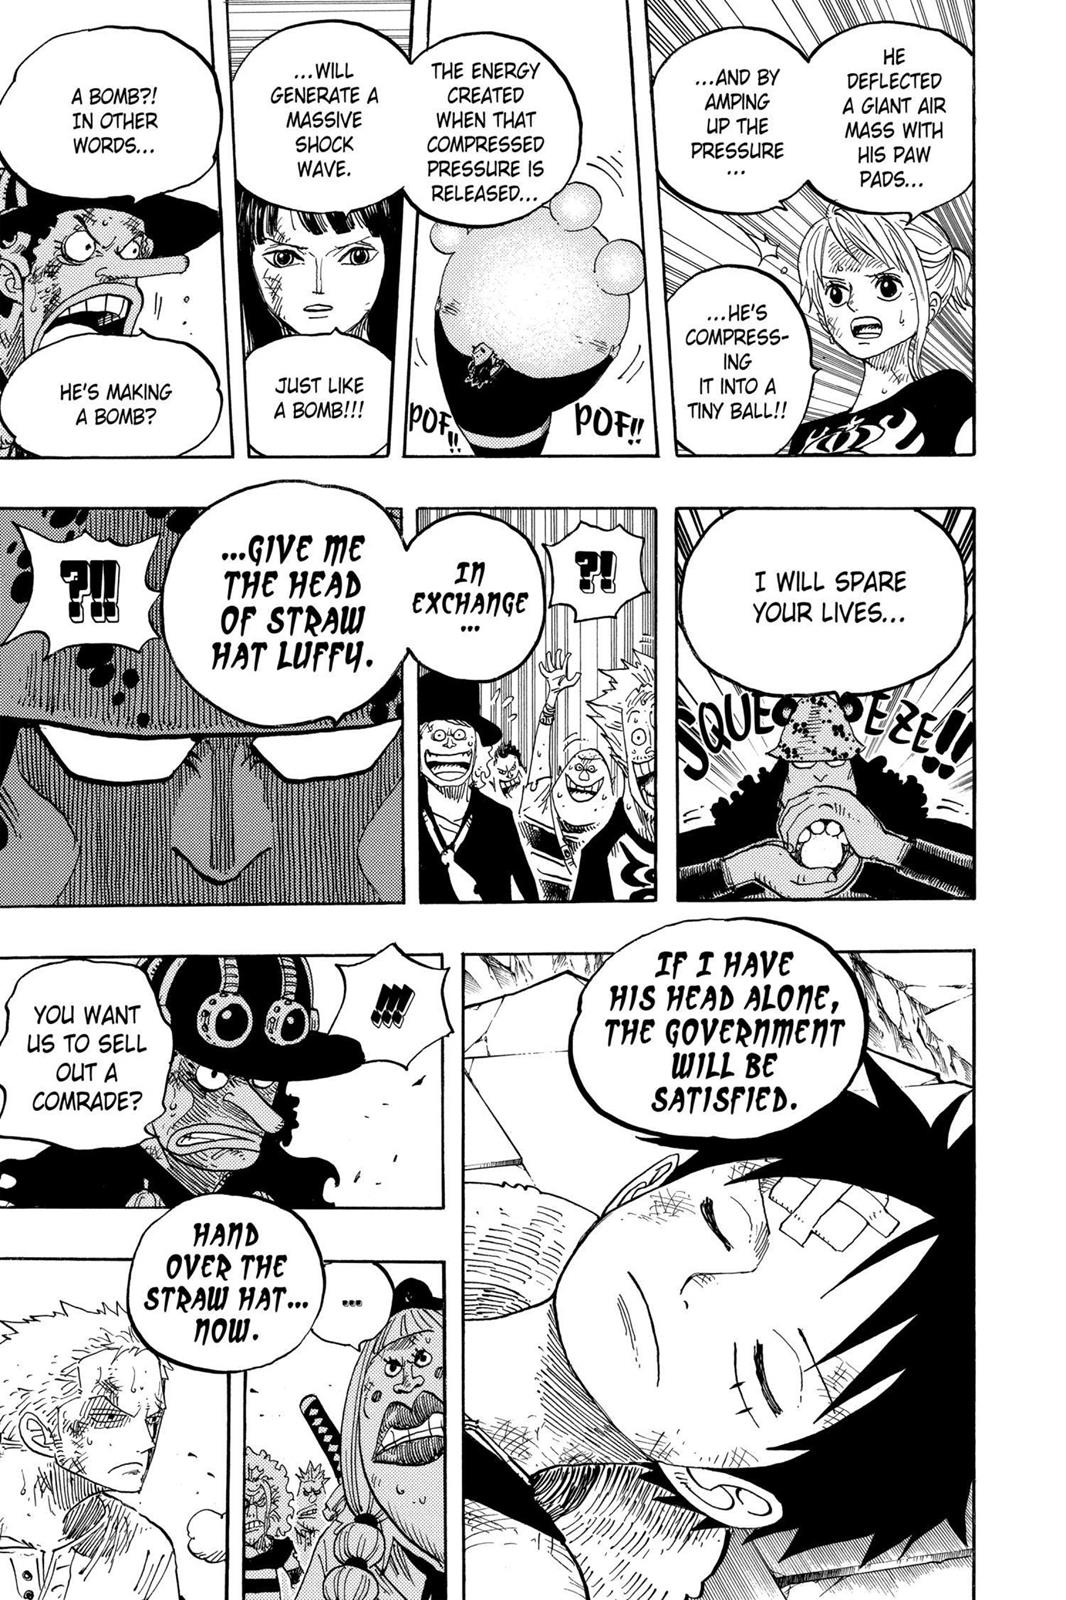 HE
DEFLECTED
A GIANT AIR
MASS WITH
HIS PAW
PADS...
...AND BY
AMPING
UP THE
PRESSURE
...
...HE'S
COMPRESS-
ING
IT INTO A
TINY BALL!!
THE ENERGY
CREATED
WHEN THAT
COMPRESSED
PRESSURE IS
RELEASED...
POF!!
POF!!
...WILL
GENERATE A
MASSIVE
SHOCK
WAVE.
JUST LIKE
A BOMB!!!
A BOMB?!
IN OTHER
WORDS...
HE'S MAKING
A BOMB?
I WILL SPARE
YOUR LIVES...
SQUEEZE!!
?!
IN
EXCHANGE
...
...GIVE ME
THE HEAD
OF STRAW
HAT LUFFY.
?!!
IF I HAVE
HIS HEAD ALONE,
THE GOVERNMENT
WILL BE
SATISFIED.
!!!
YOU WANT
US TO SELL
OUT A
COMRADE?
HAND
OVER THE
STRAW HAT...
NOW.
...